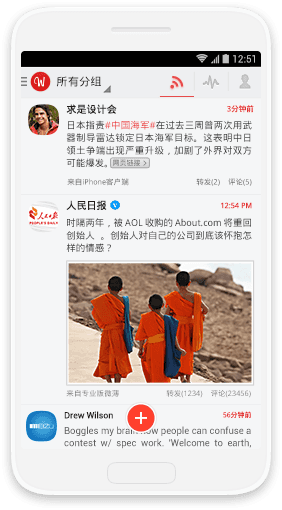 12:51
所有分组
求是设计会 3分钟前
日本指责#中国海军#在过去三周曾两次用武
器制导雷达锁定日本海军目标。这表明中日
领土争端出现严重升级，加剧了外界对双方
可能爆发。 网页链接 >
来自iPhone客户端 转发(2) 评论(5)
人民日报 12:54 PM
时隔两年，被 AOL 收购的 About.com 将重回
创始人 。创始人对自己的公司到底该怀抱怎
样的情感？
来自专业版微薄 转发(1234) 评论(23456)
Drew Wilson 56分钟前
Boggles my brain how people can confuse a
contest w/ spec work. 'Welcome to earth,